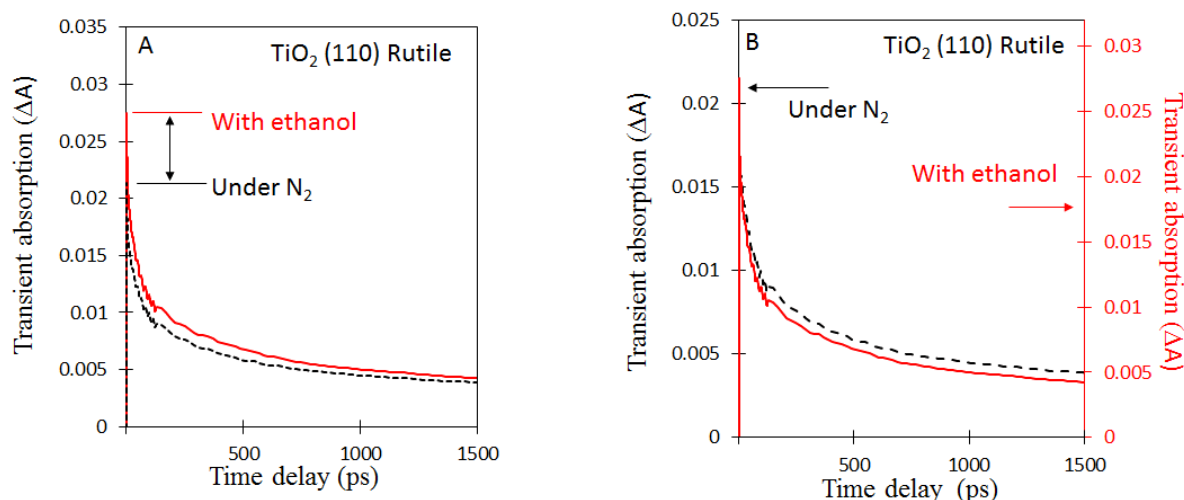 A
TiO2 (110) Rutile
Transient absorption (ΔA)
0.035
0.03
0.025
0.02
0.015
0.01
0.005
0
With ethanol
Under N2
500
1000
1500
Time delay (ps)
B
TiO2 (110) Rutile
Transient absorption (ΔA)
0.025
0.02
0.015
0.01
0.005
0
Under N2
With ethanol
0.03
0.025
0.02
0.015
0.01
0.005
0
Transient absorption (ΔA)
500
1000
1500
Time delay (ps)